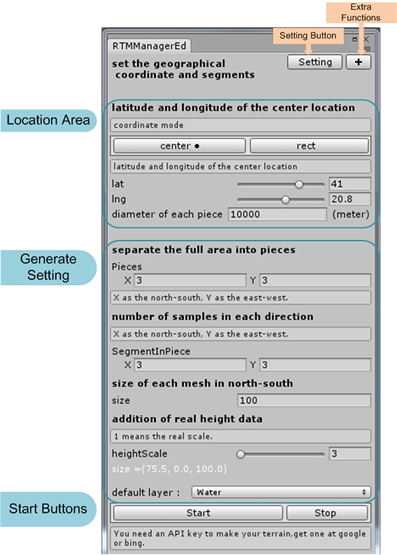 Extra
Functions
Setting Button
RTMManagerEd
set the geographical
coordinate and segments
Setting
+
Location Area
latitude and longitude of the center location
coordinate mode
center ●
rect
latitude and longitude of the center location
lat 41
lng 20.8
diameter of each piece 10000 (meter)
Generate
Setting
separate the full area into pieces
Pieces
X 3 Y 3
X as the north-south, Y as the east-west.
number of samples in each direction
X as the north-south, Y as the east-west.
SegmentInPiece
X 3 Y 3
size of each mesh in north-south
size 100
addition of real height data
1 means the real scale.
heightScale 3
size =(75.5, 0.0, 100.0)
default layer : Water
Start Buttons
Start
Stop
You need an API key to make your terrain,get one at google
or bing.